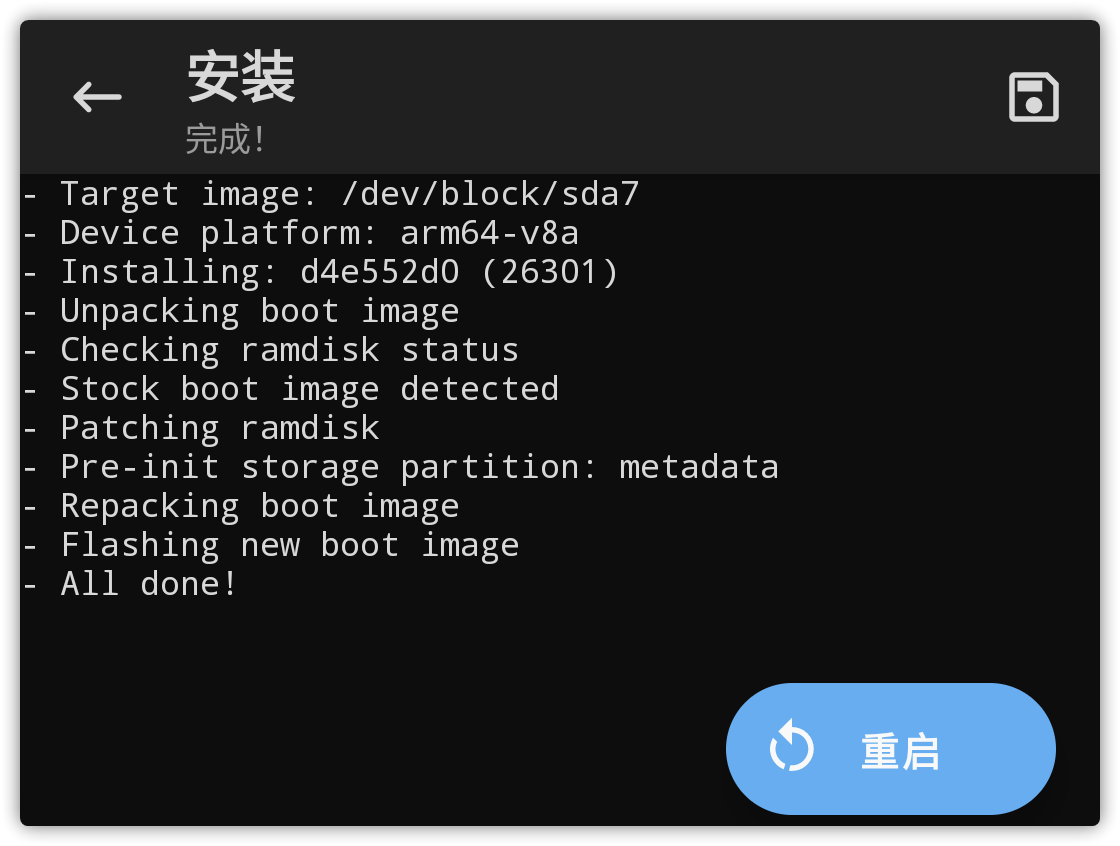 安装
完成!
- Target image: /dev/block/sda7
- Device platform: arm64-v8a
- Installing: d4e552d0 (26301)
- Unpacking boot image
- Checking ramdisk status
- Stock boot image detected
- Patching ramdisk
- Pre-init storage partition: metadata
- Repacking boot image
- Flashing new boot image
- All done!
重启